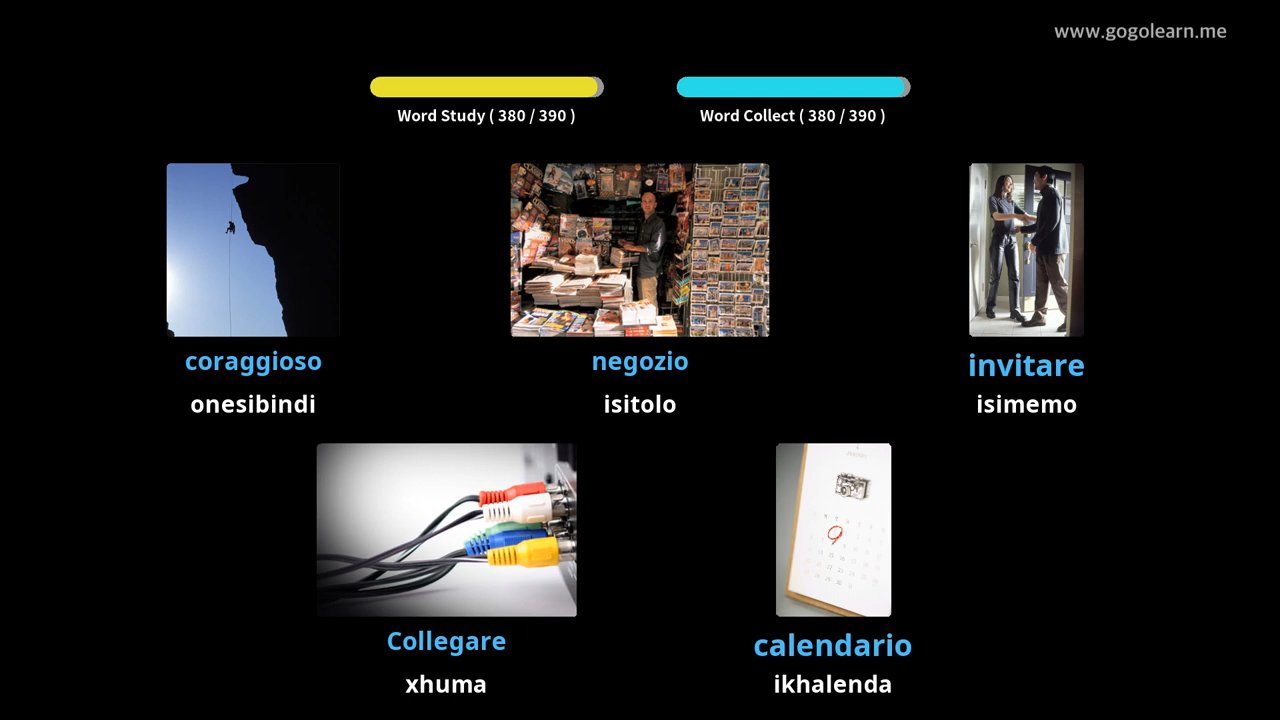 www.gogolearn.me
Word Study ( 380 / 390 )
Word Collect ( 380 / 390 )
coraggioso
negozio
invitare
onesibindi
isitolo
isimemo
Collegare
calendario
xhuma
ikhalenda